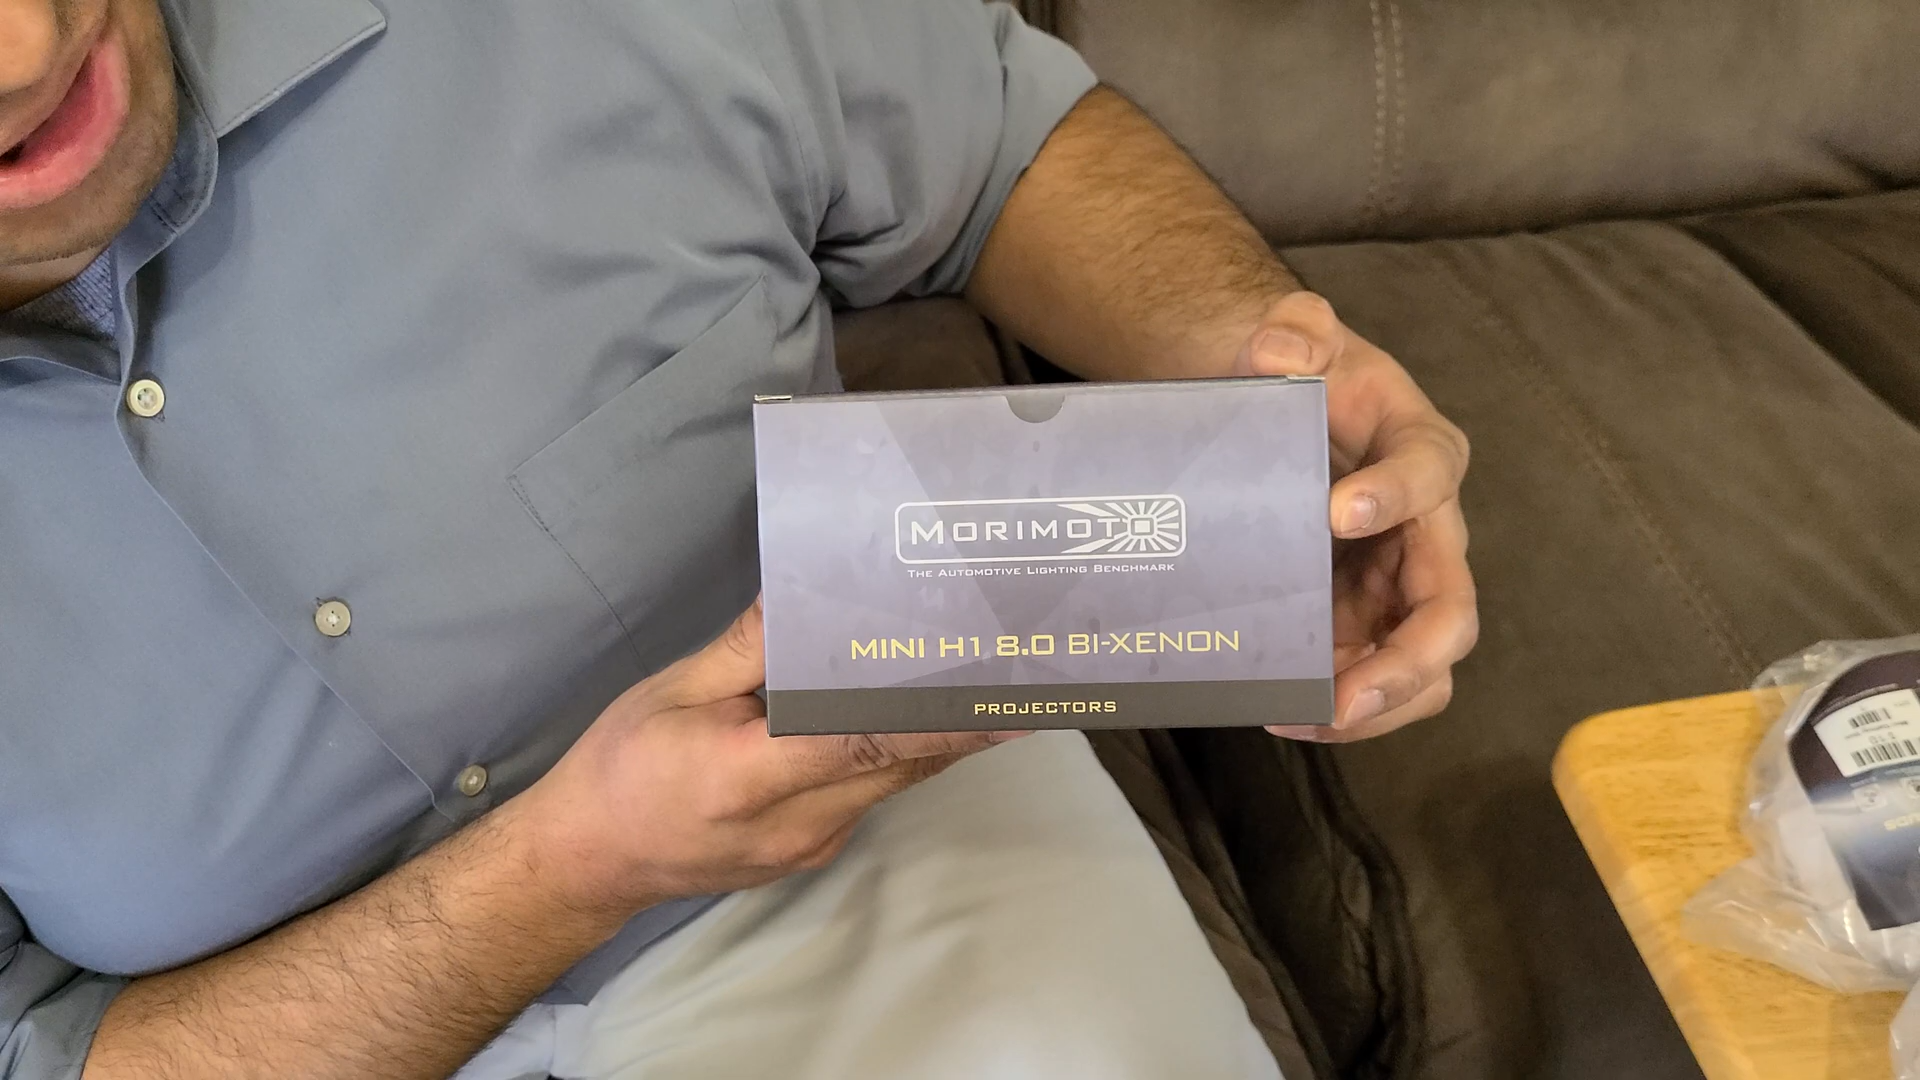 MORIMOTO
THE AUTOMOTIVE LIGHTING BENCHMARK
MINI H1 8.0 BI-XENON
PROJECTORS